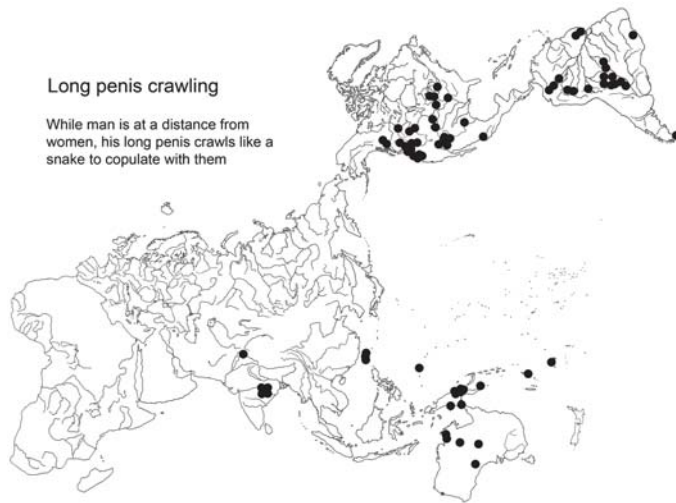 Long penis crawling
While man is at a distance from
women, his long penis crawls like a
snake to copulate with them